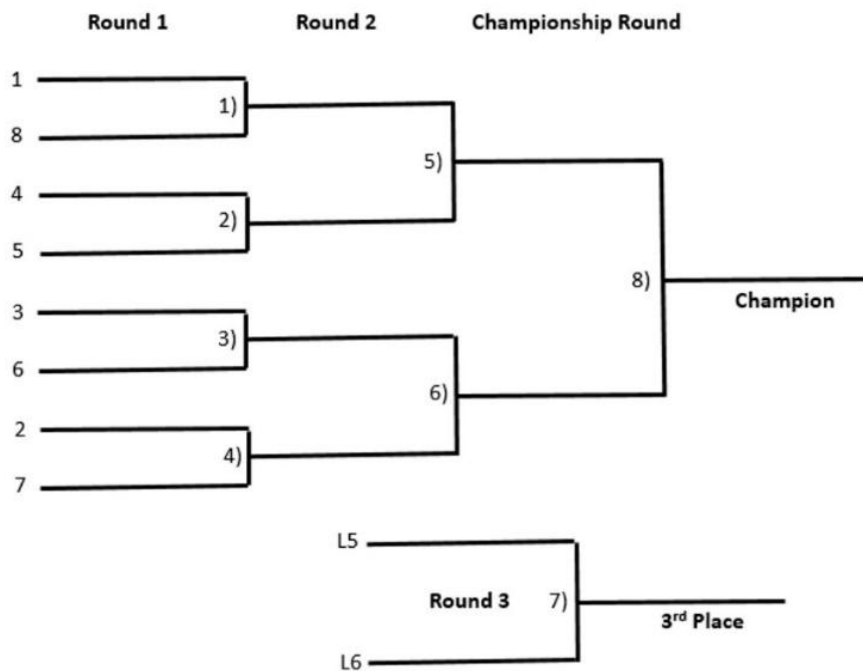 Round 1 Round 2 Championship Round
1
1)
8
5)
4
2)
5
8)
Champion
3
3)
6
6)
2
4)
7
L5
Round 3 7)
3rd Place
L6